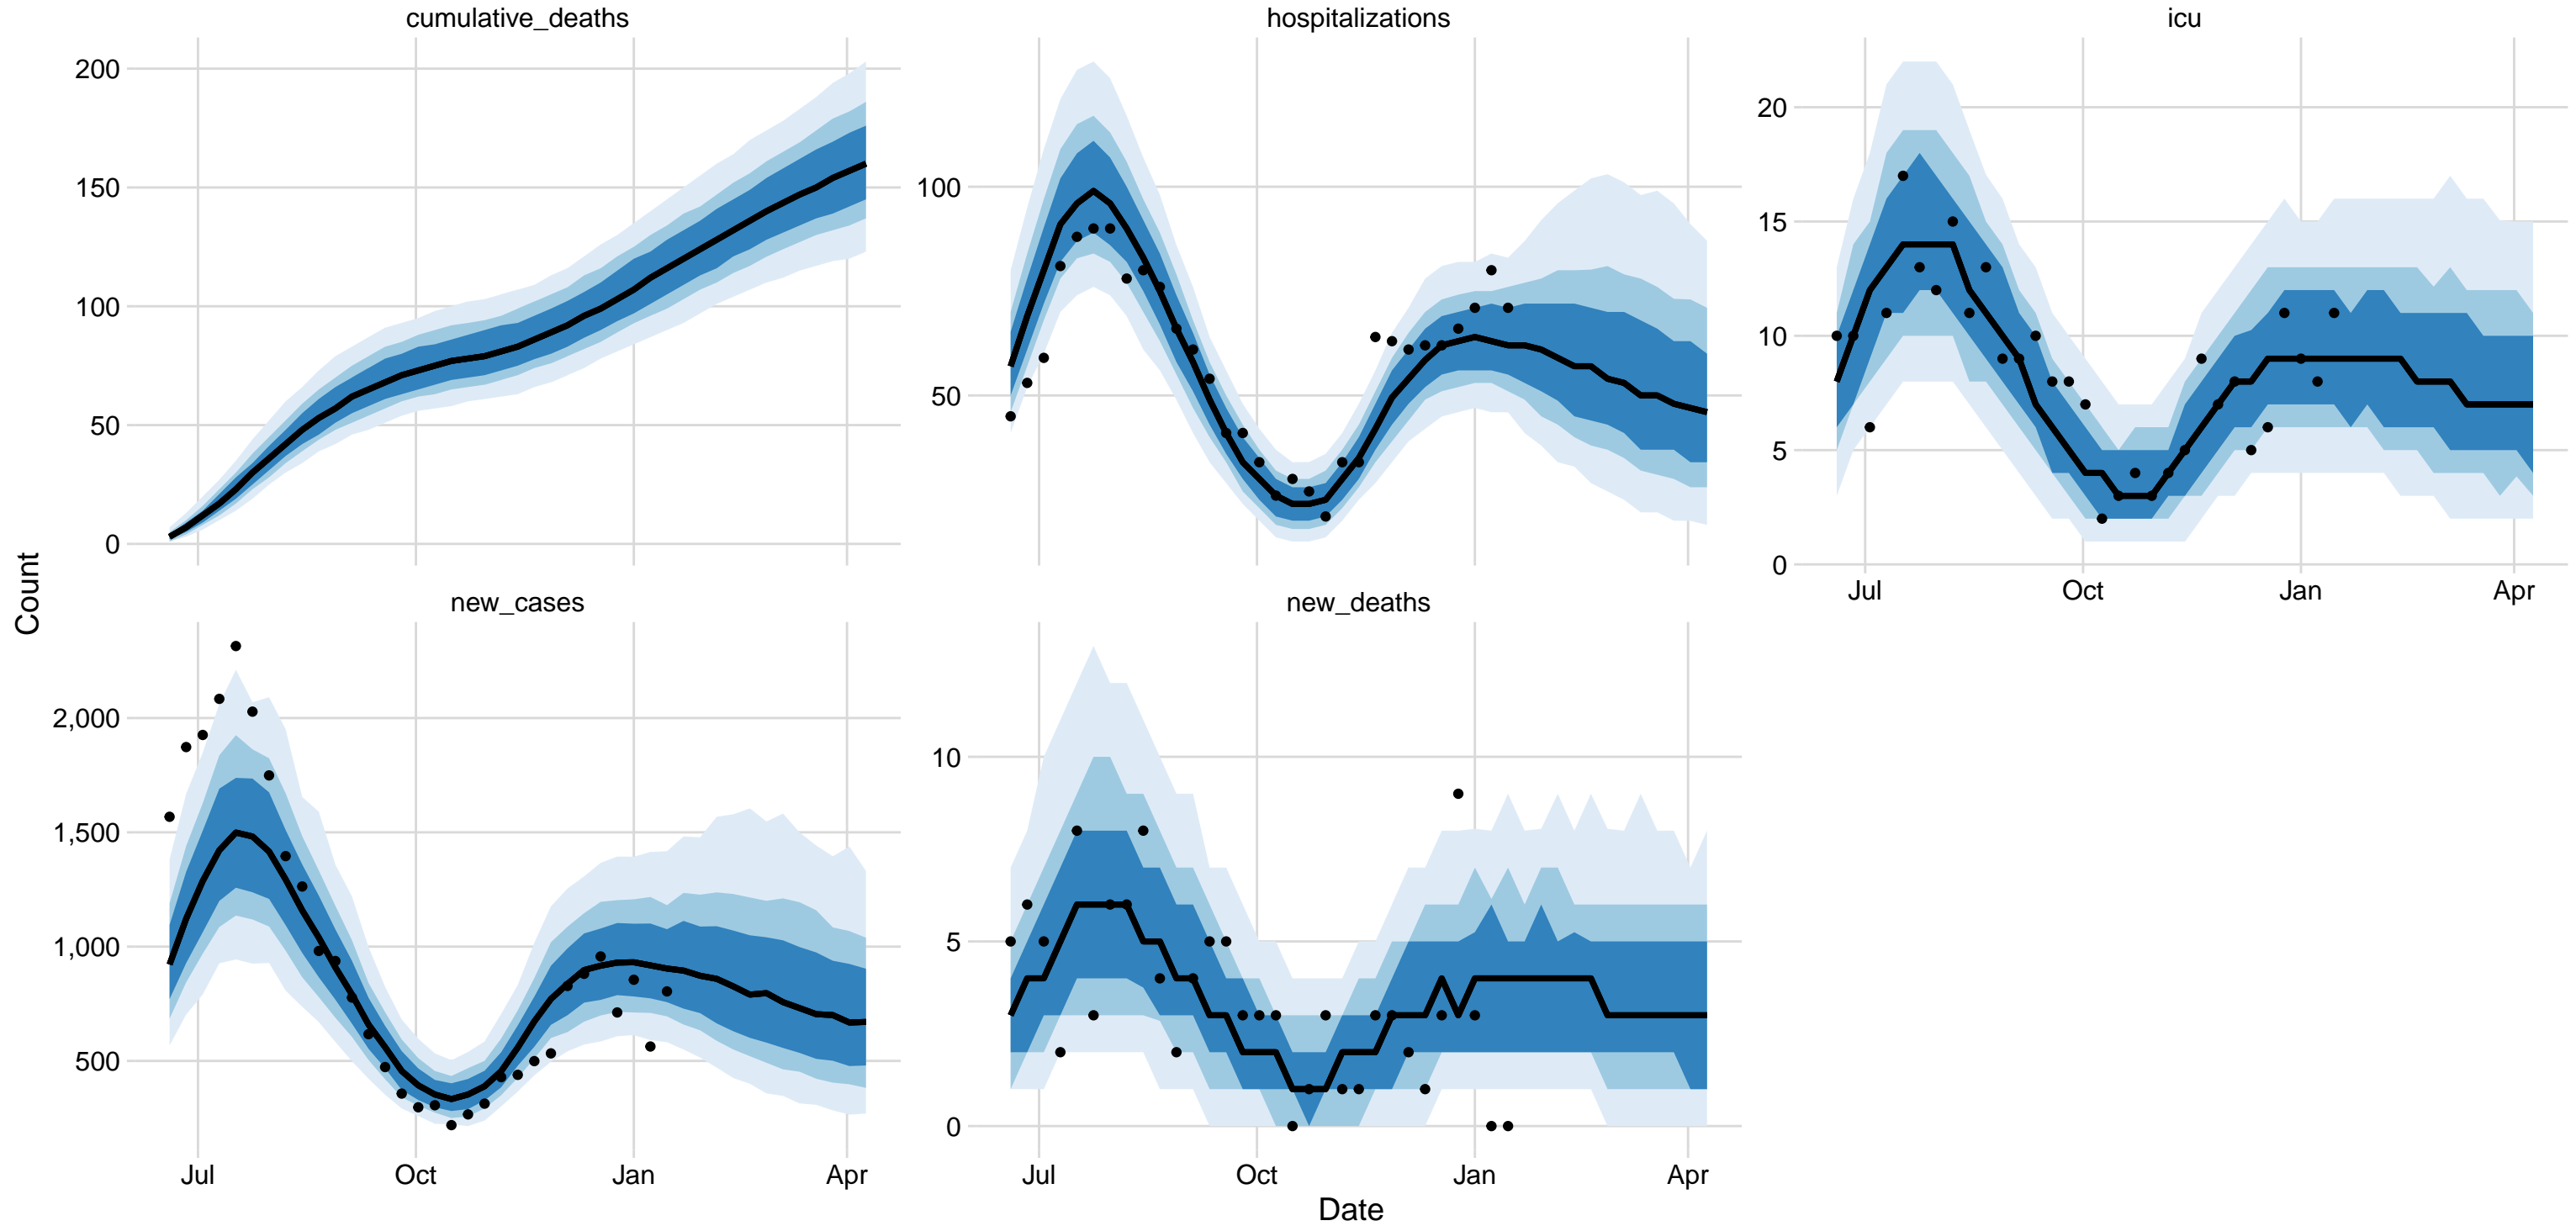 cumulative_deaths
hospitalizations
icu
200
150
100
50
0
100
50
20
15
10
5
0
Jul Oct Jan Apr
Count
new_cases
new_deaths
2,000
1,500
1,000
500
10
5
0
Jul Oct Jan Apr
Jul Oct Jan Apr
Date